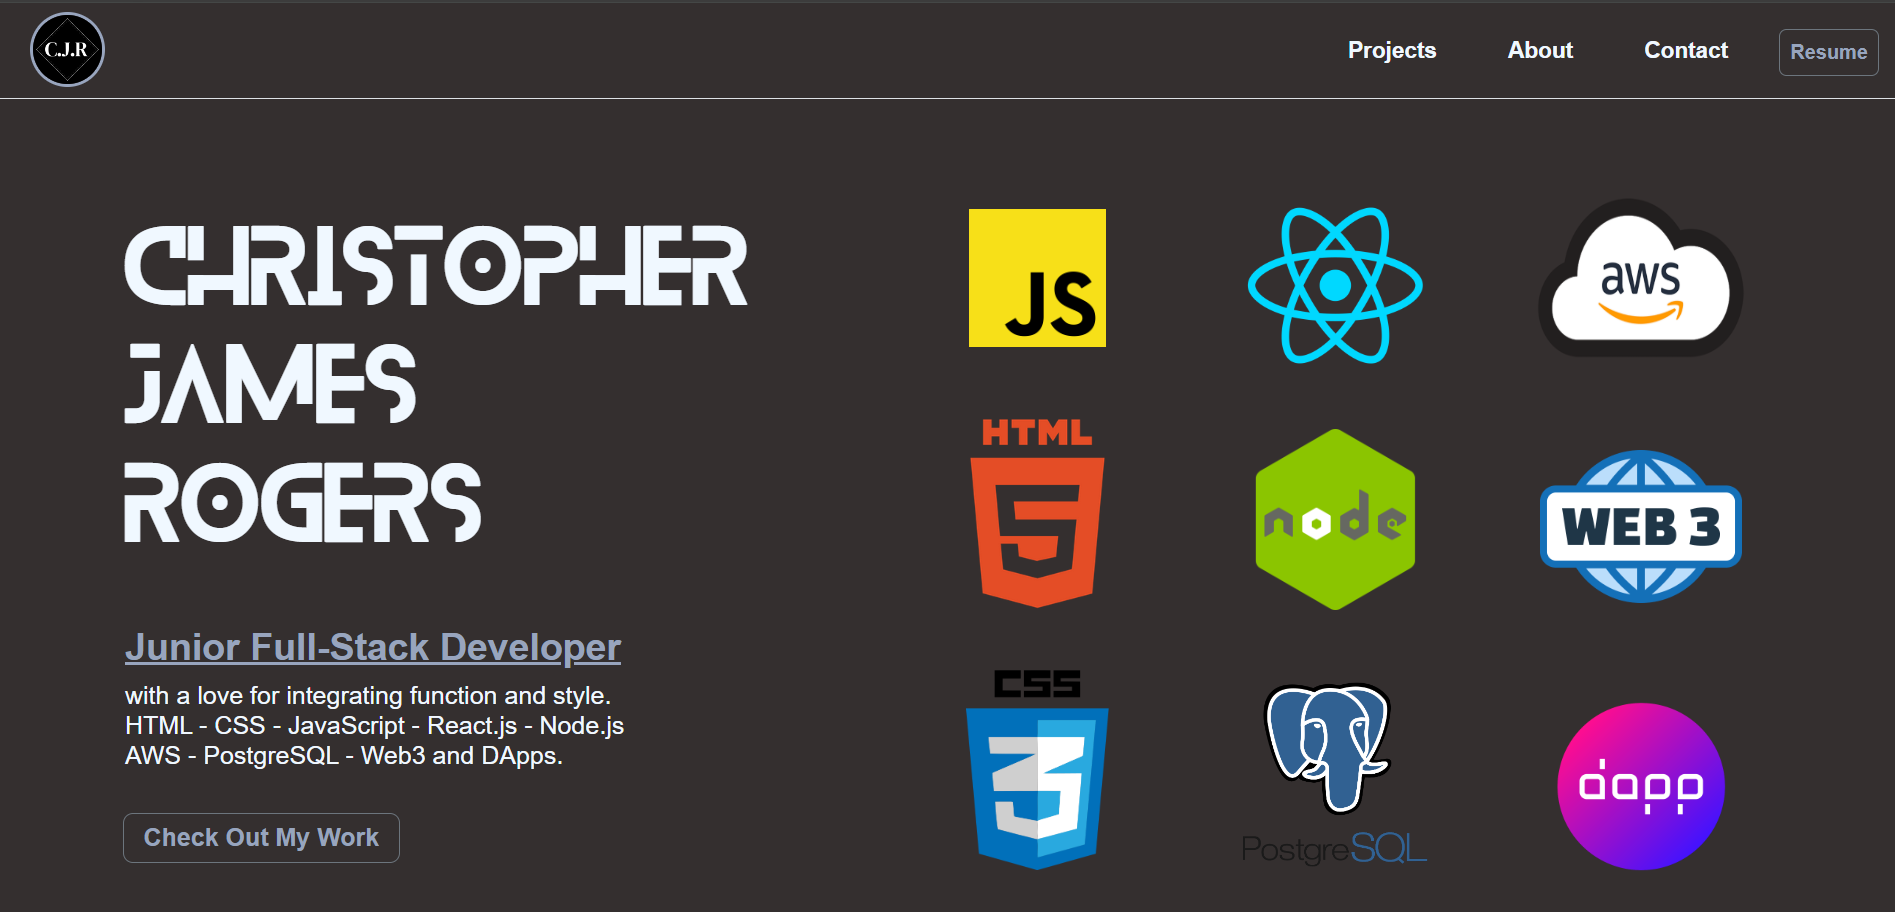 C.J.R
Projects
About
Contact
Resume
CHRISTOPHER
JAMES
ROGERS
Junior Full-Stack Developer
with a love for integrating function and style.
HTML - CSS - JavaScript - React.js - Node.js
AWS - PostgreSQL - Web3 and DApps.
Check Out My Work
JS
aws
HTML
5
node
WEB 3
CSS
3
PostgreSQL
dapp